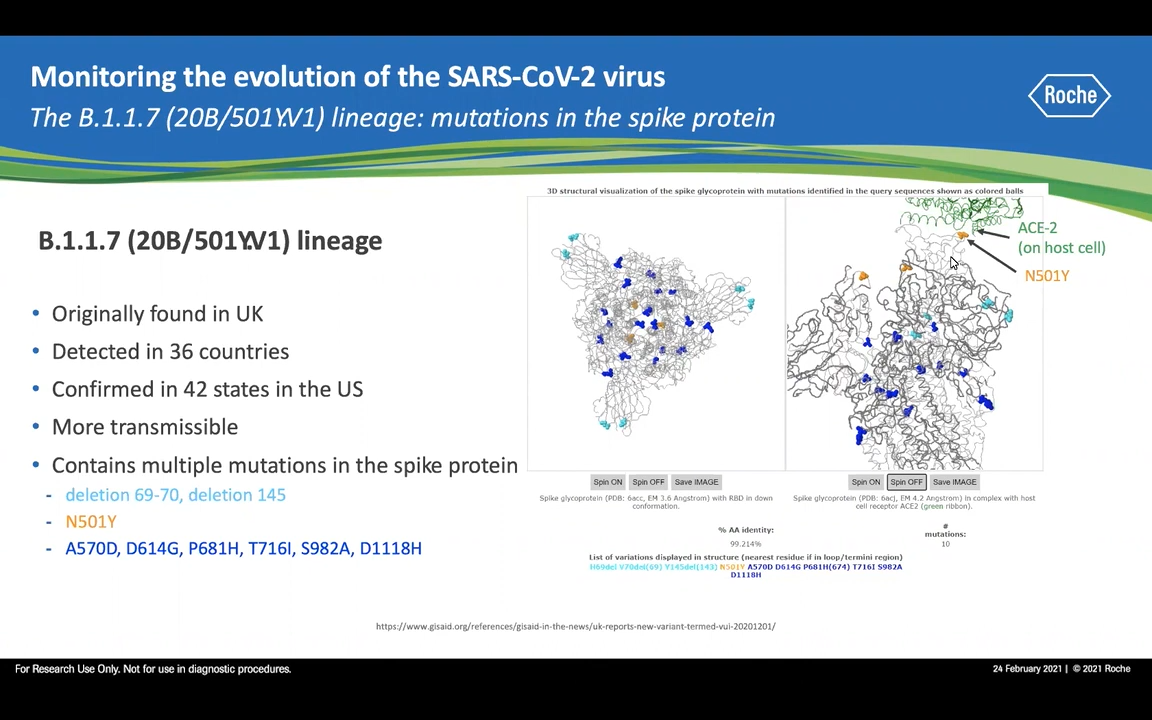 Monitoring the evolution of the SARS-CoV-2 virus
The B.1.1.7 (20B/501Y.V1) lineage: mutations in the spike protein
Roche
3D structural visualization of the spike glycoprotein with mutations identified in the query sequences shown as colored balls
B.1.1.7 (20B/501Y.V1) lineage
• Originally found in UK
• Detected in 36 countries
• Confirmed in 42 states in the US
• More transmissible
• Contains multiple mutations in the spike protein
- deletion 69-70, deletion 145
- N501Y
- A570D, D614G, P681H, T716I, S982A, D1118H
ACE-2
(on host cell)
N501Y
Spin ON Spin OFF Save IMAGE
Spin ON Spin OFF Save IMAGE
Spike glycoprotein (PDB: 6acc, EM 3.6 Angstrom) with RBD in down
conformation.
Spike glycoprotein (PDB: 6acj, EM 4.2 Angstrom) in complex with host
cell receptor ACE2 (green ribbon).
% AA identity:
99.214%
#
mutations:
10
List of variations displayed in structure (nearest residue if in loop/termini region)
H69del V70del(69) Y145del(143) N501Y A570D D614G P681H(674) T716I S982A
D1118H
https://www.gisaid.org/references/gisaid-in-the-news/uk-reports-new-variant-termed-vui-20201201/
For Research Use Only. Not for use in diagnostic procedures.
24 February 2021 | © 2021 Roche